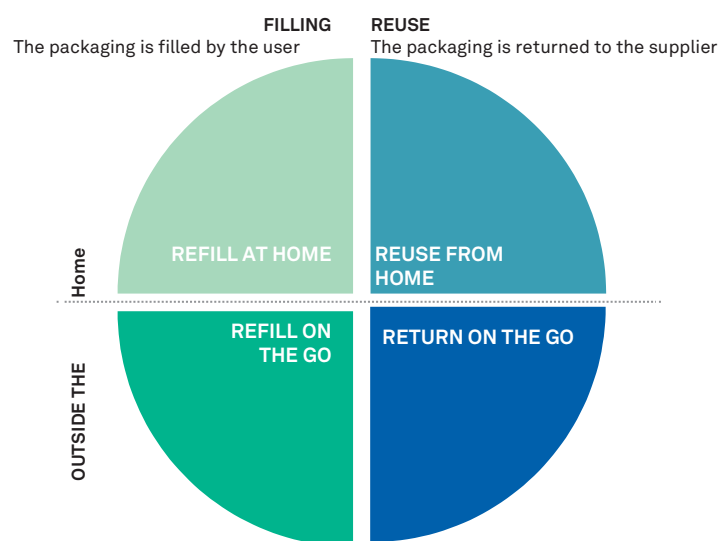 FILLING
The packaging is filled by the user
REUSE
The packaging is returned to the supplier
Home
REFILL AT HOME
REUSE FROM
HOME
OUTSIDE THE
REFILL ON
THE GO
RETURN ON THE GO